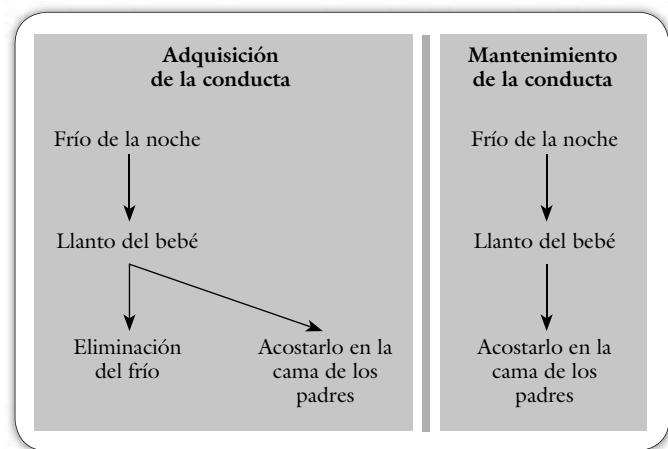 Adquisición
de la conducta
Frío de la noche
Llanto del bebé
Eliminación
del frío
Acostarlo en la
cama de los
padres
Mantenimiento
de la conducta
Frío de la noche
Llanto del bebé
Acostarlo en la
cama de los
padres